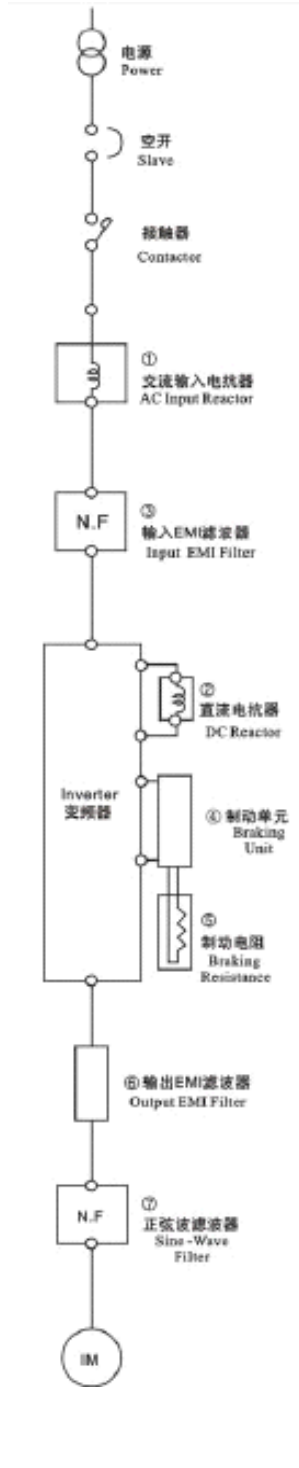 电源
Power
空开
Slave
接触器
Contactor
①
交流输入电抗器
AC Input Reactor
N.F
③
输入EMI滤波器
Input EMI Filter
②
直流电抗器
DC Reactor
Inverter
变频器
④制动单元
Braking
Unit
⑤
制动电阻
Braking
Resistance
⑥输出EMI滤波器
Output EMI Filter
N.F
⑦
正弦波滤波器
Sine-Wave
Filter
IM